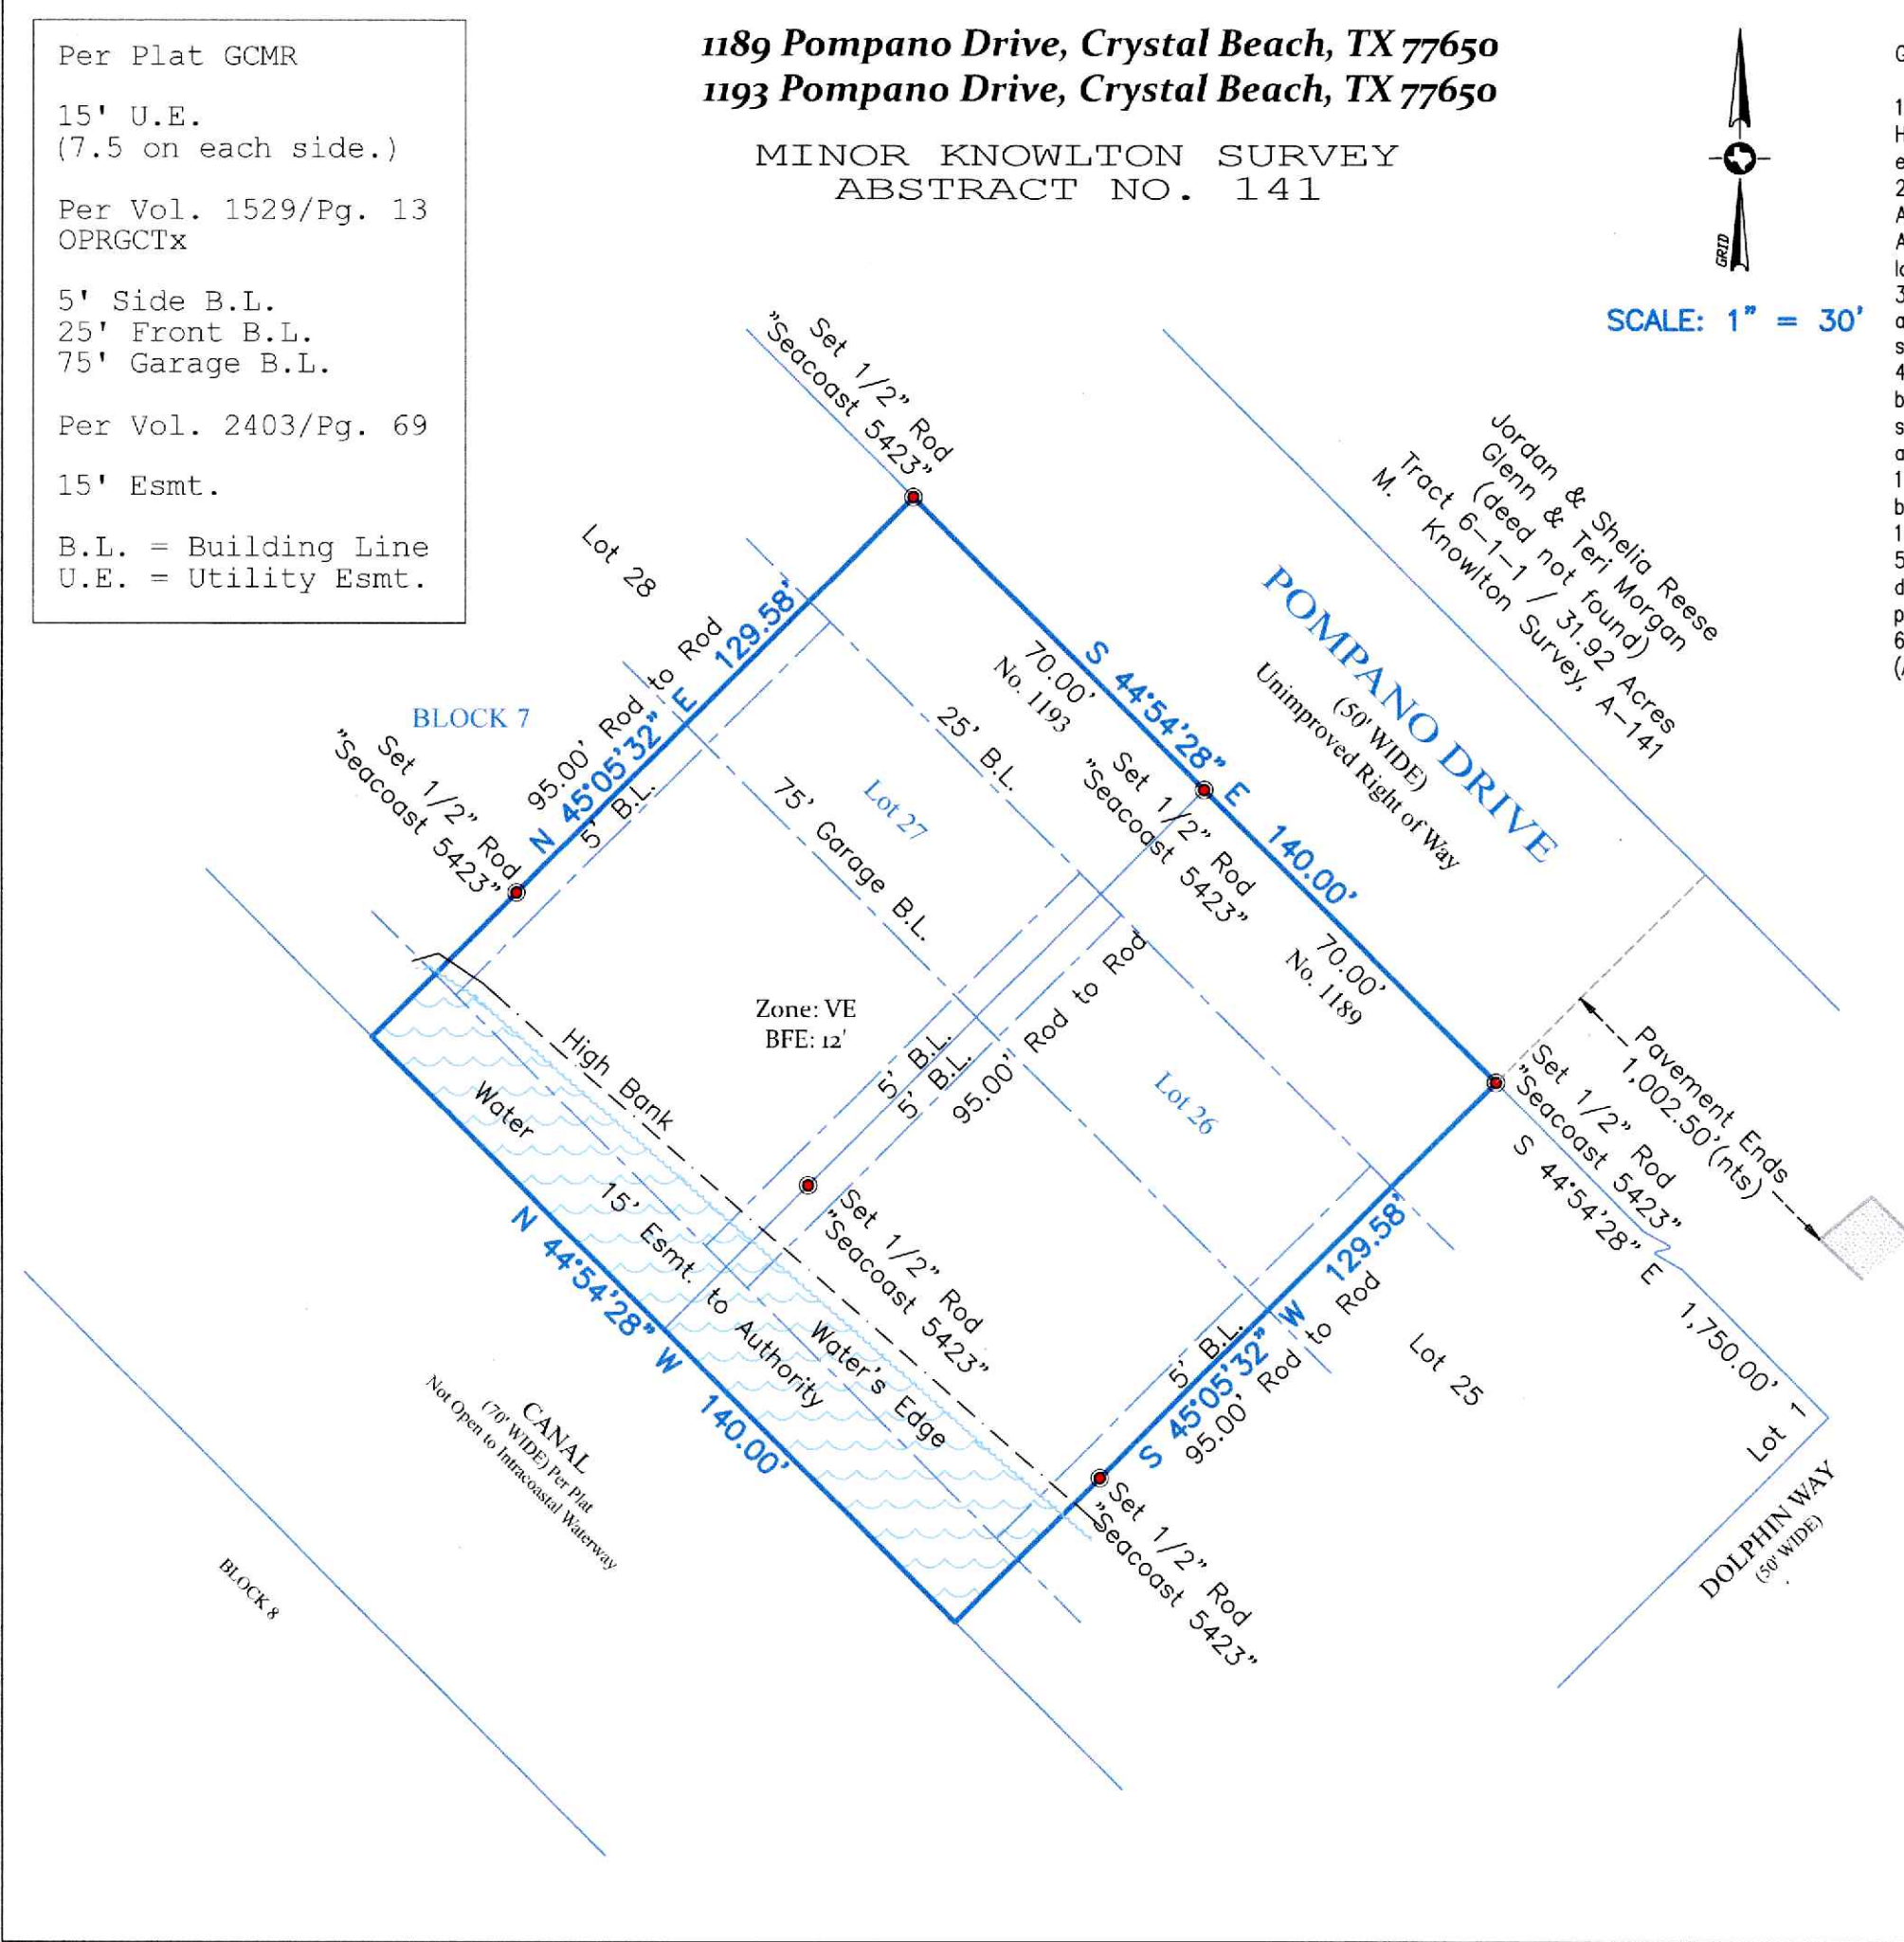 Per Plat GCMR
15' U.E.
(7.5 on each side.)
Per Vol. 1529/Pg. 13
OPRGCTx
5' Side B.L.
25' Front B.L.
75' Garage B.L.
Per Vol. 2403/Pg. 69
15' Esmt.
B.L. = Building Line
U.E. = Utility Esmt.
1189 Pompano Drive, Crystal Beach, TX 77650
1193 Pompano Drive, Crystal Beach, TX 77650
MINOR KNOWLTON SURVEY
ABSTRACT NO. 141
GRID
SCALE: 1" = 30'
Set 1/2" Rod
"Seacoast 5423"
Jordan & Shelia Reese
Glenn & Teri Morgan
(deed not found)
Tract 6-1-1 / 31.92 Acres
M. Knowlton Survey, A-141
POMPANO DRIVE
(50' WIDE)
Unimproved Right of Way
Lot 28
BLOCK 7
95.00' Rod to Rod
N 45°05'32" E 129.58'
5' B.L.
Set 1/2" Rod
"Seacoast 5423"
S 44°54'28" E 140.00'
70.00'
No. 1193
25' B.L.
Lot 27
75' Garage B.L.
Set 1/2" Rod
"Seacoast 5423"
70.00'
No. 1189
Zone: VE
BFE: 12'
5' B.L.
5' B.L.
95.00' Rod to Rod
Lot 26
High Bank
Water
15' Esmt. to Authority
Water's Edge
N 44°54'28" W 140.00'
Set 1/2" Rod
"Seacoast 5423"
Pavement Ends
1,002.50'(nts)
Set 1/2" Rod
"Seacoast 5423"
S 44°54'28" E 1,750.00'
5' B.L.
S 45°05'32" W 129.58'
95.00' Rod to Rod
Lot 25
Lot 1
DOLPHIN WAY
(50' WIDE)
Set 1/2" Rod
"Seacoast 5423"
CANAL
(70' WIDE) Per Plat
Not Open to Intracoastal Waterway
BLOCK 8